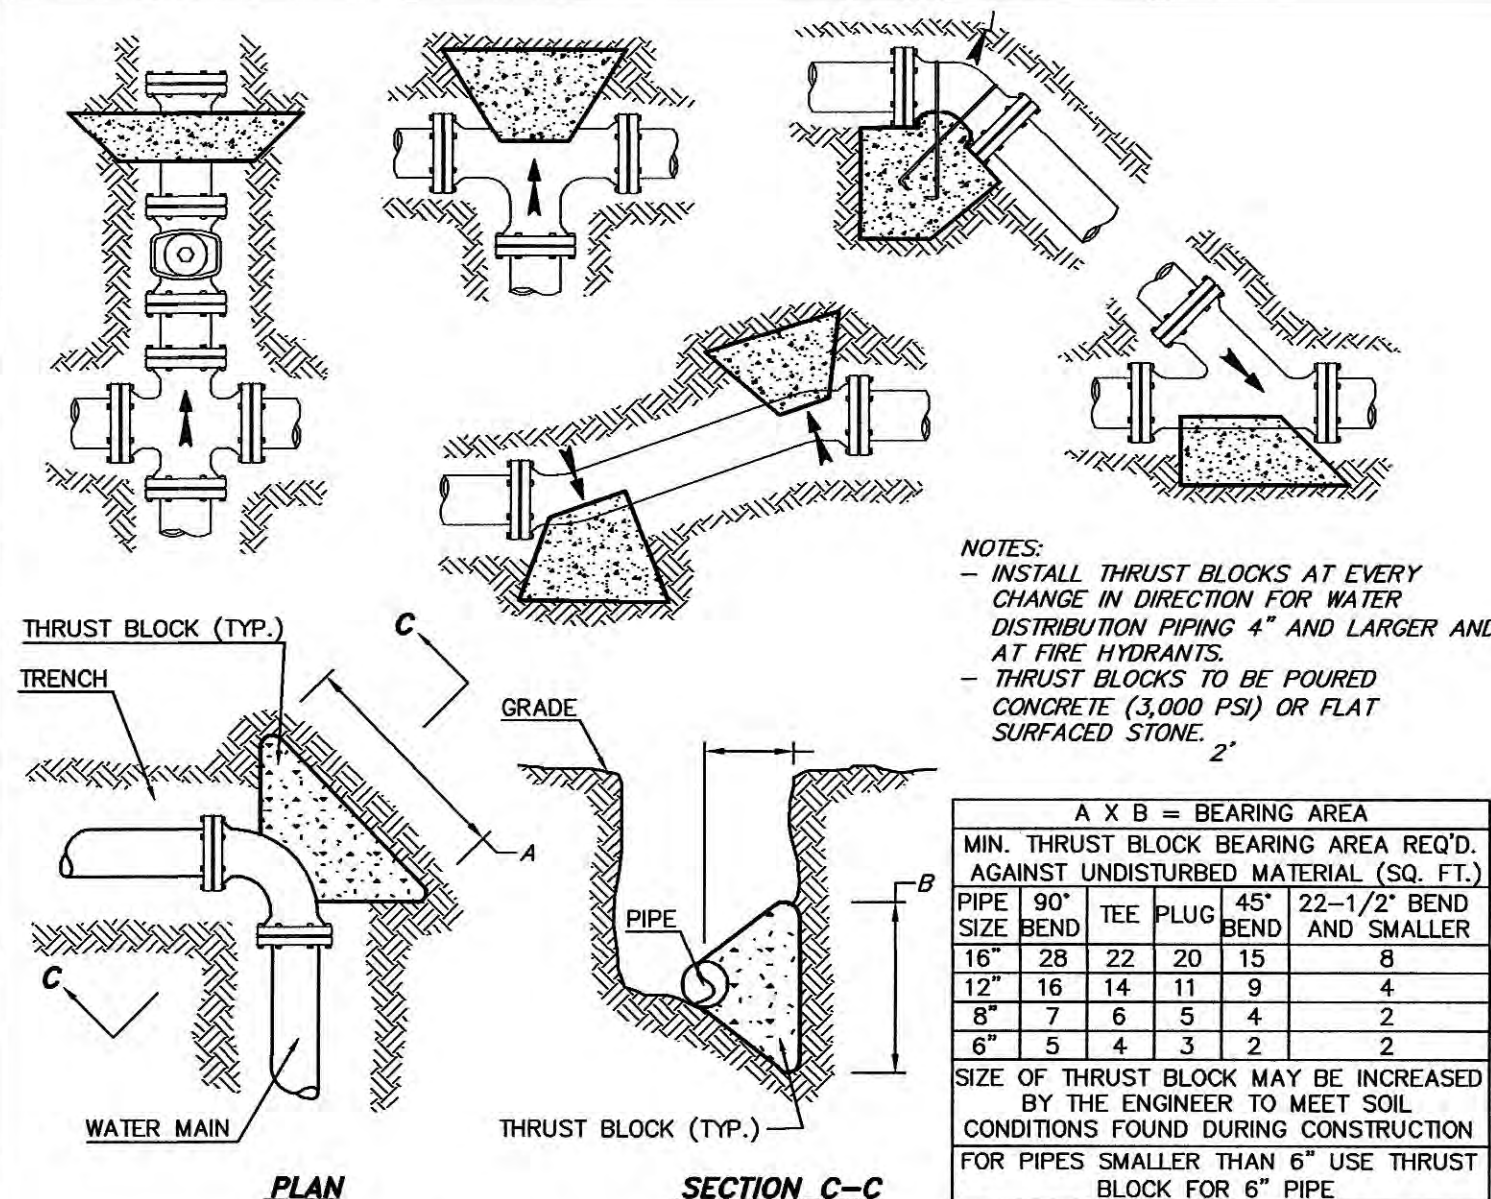 NOTES:
– INSTALL THRUST BLOCKS AT EVERY
CHANGE IN DIRECTION FOR WATER
DISTRIBUTION PIPING 4" AND LARGER AND
AT FIRE HYDRANTS.
– THRUST BLOCKS TO BE POURED
CONCRETE (3,000 PSI) OR FLAT
SURFACED STONE.
THRUST BLOCK (TYP.)
TRENCH
C
A
C
WATER MAIN
PLAN
GRADE
2'
B
PIPE
THRUST BLOCK (TYP.)
SECTION C–C
A X B = BEARING AREA
MIN. THRUST BLOCK BEARING AREA REQ'D.
AGAINST UNDISTURBED MATERIAL (SQ. FT.)
PIPE SIZE 90° BEND TEE PLUG 45° BEND 22–1/2° BEND AND SMALLER
16" 28 22 20 15 8
12" 16 14 11 9 4
8" 7 6 5 4 2
6" 5 4 3 2 2
SIZE OF THRUST BLOCK MAY BE INCREASED
BY THE ENGINEER TO MEET SOIL
CONDITIONS FOUND DURING CONSTRUCTION
FOR PIPES SMALLER THAN 6" USE THRUST
BLOCK FOR 6" PIPE